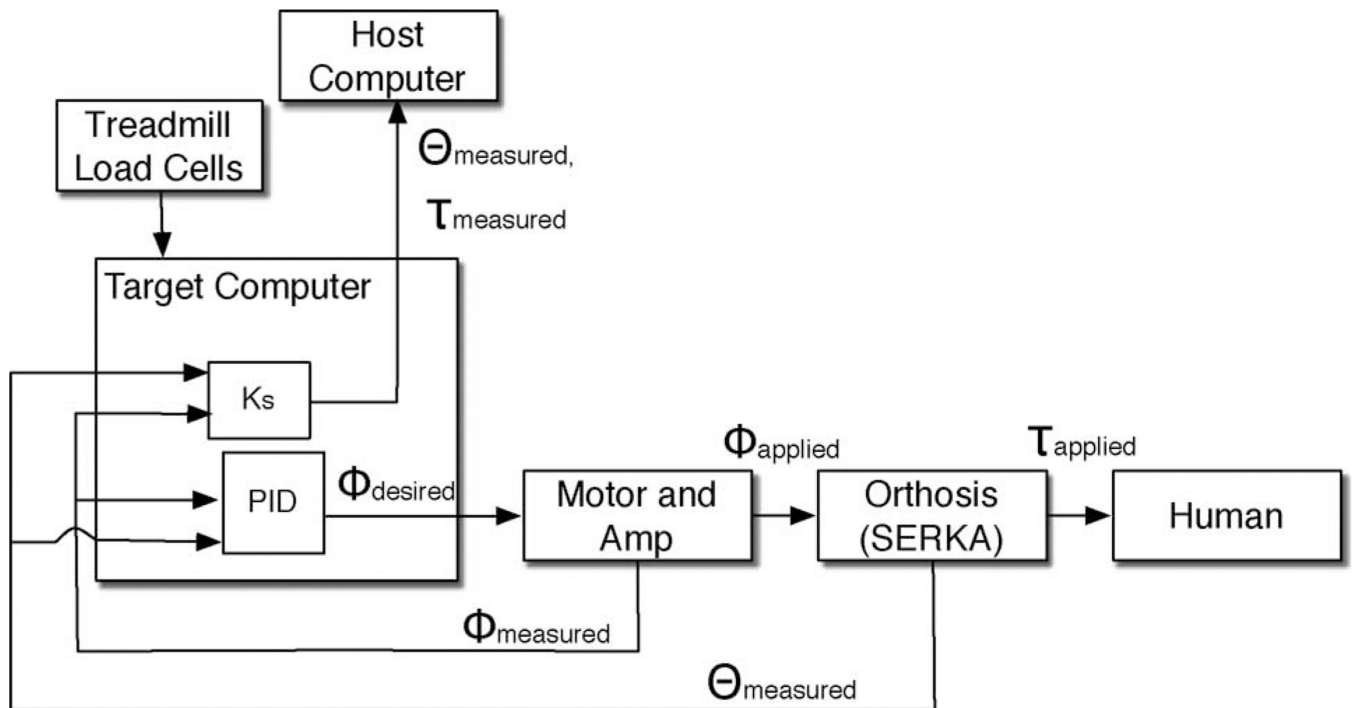 Host
Computer
Treadmill
Load Cells
Θmeasured,
τmeasured
Target Computer
Ks
PID
Φdesired
Motor and
Amp
Φapplied
Orthosis
(SERKA)
τapplied
Human
Φmeasured
Θmeasured